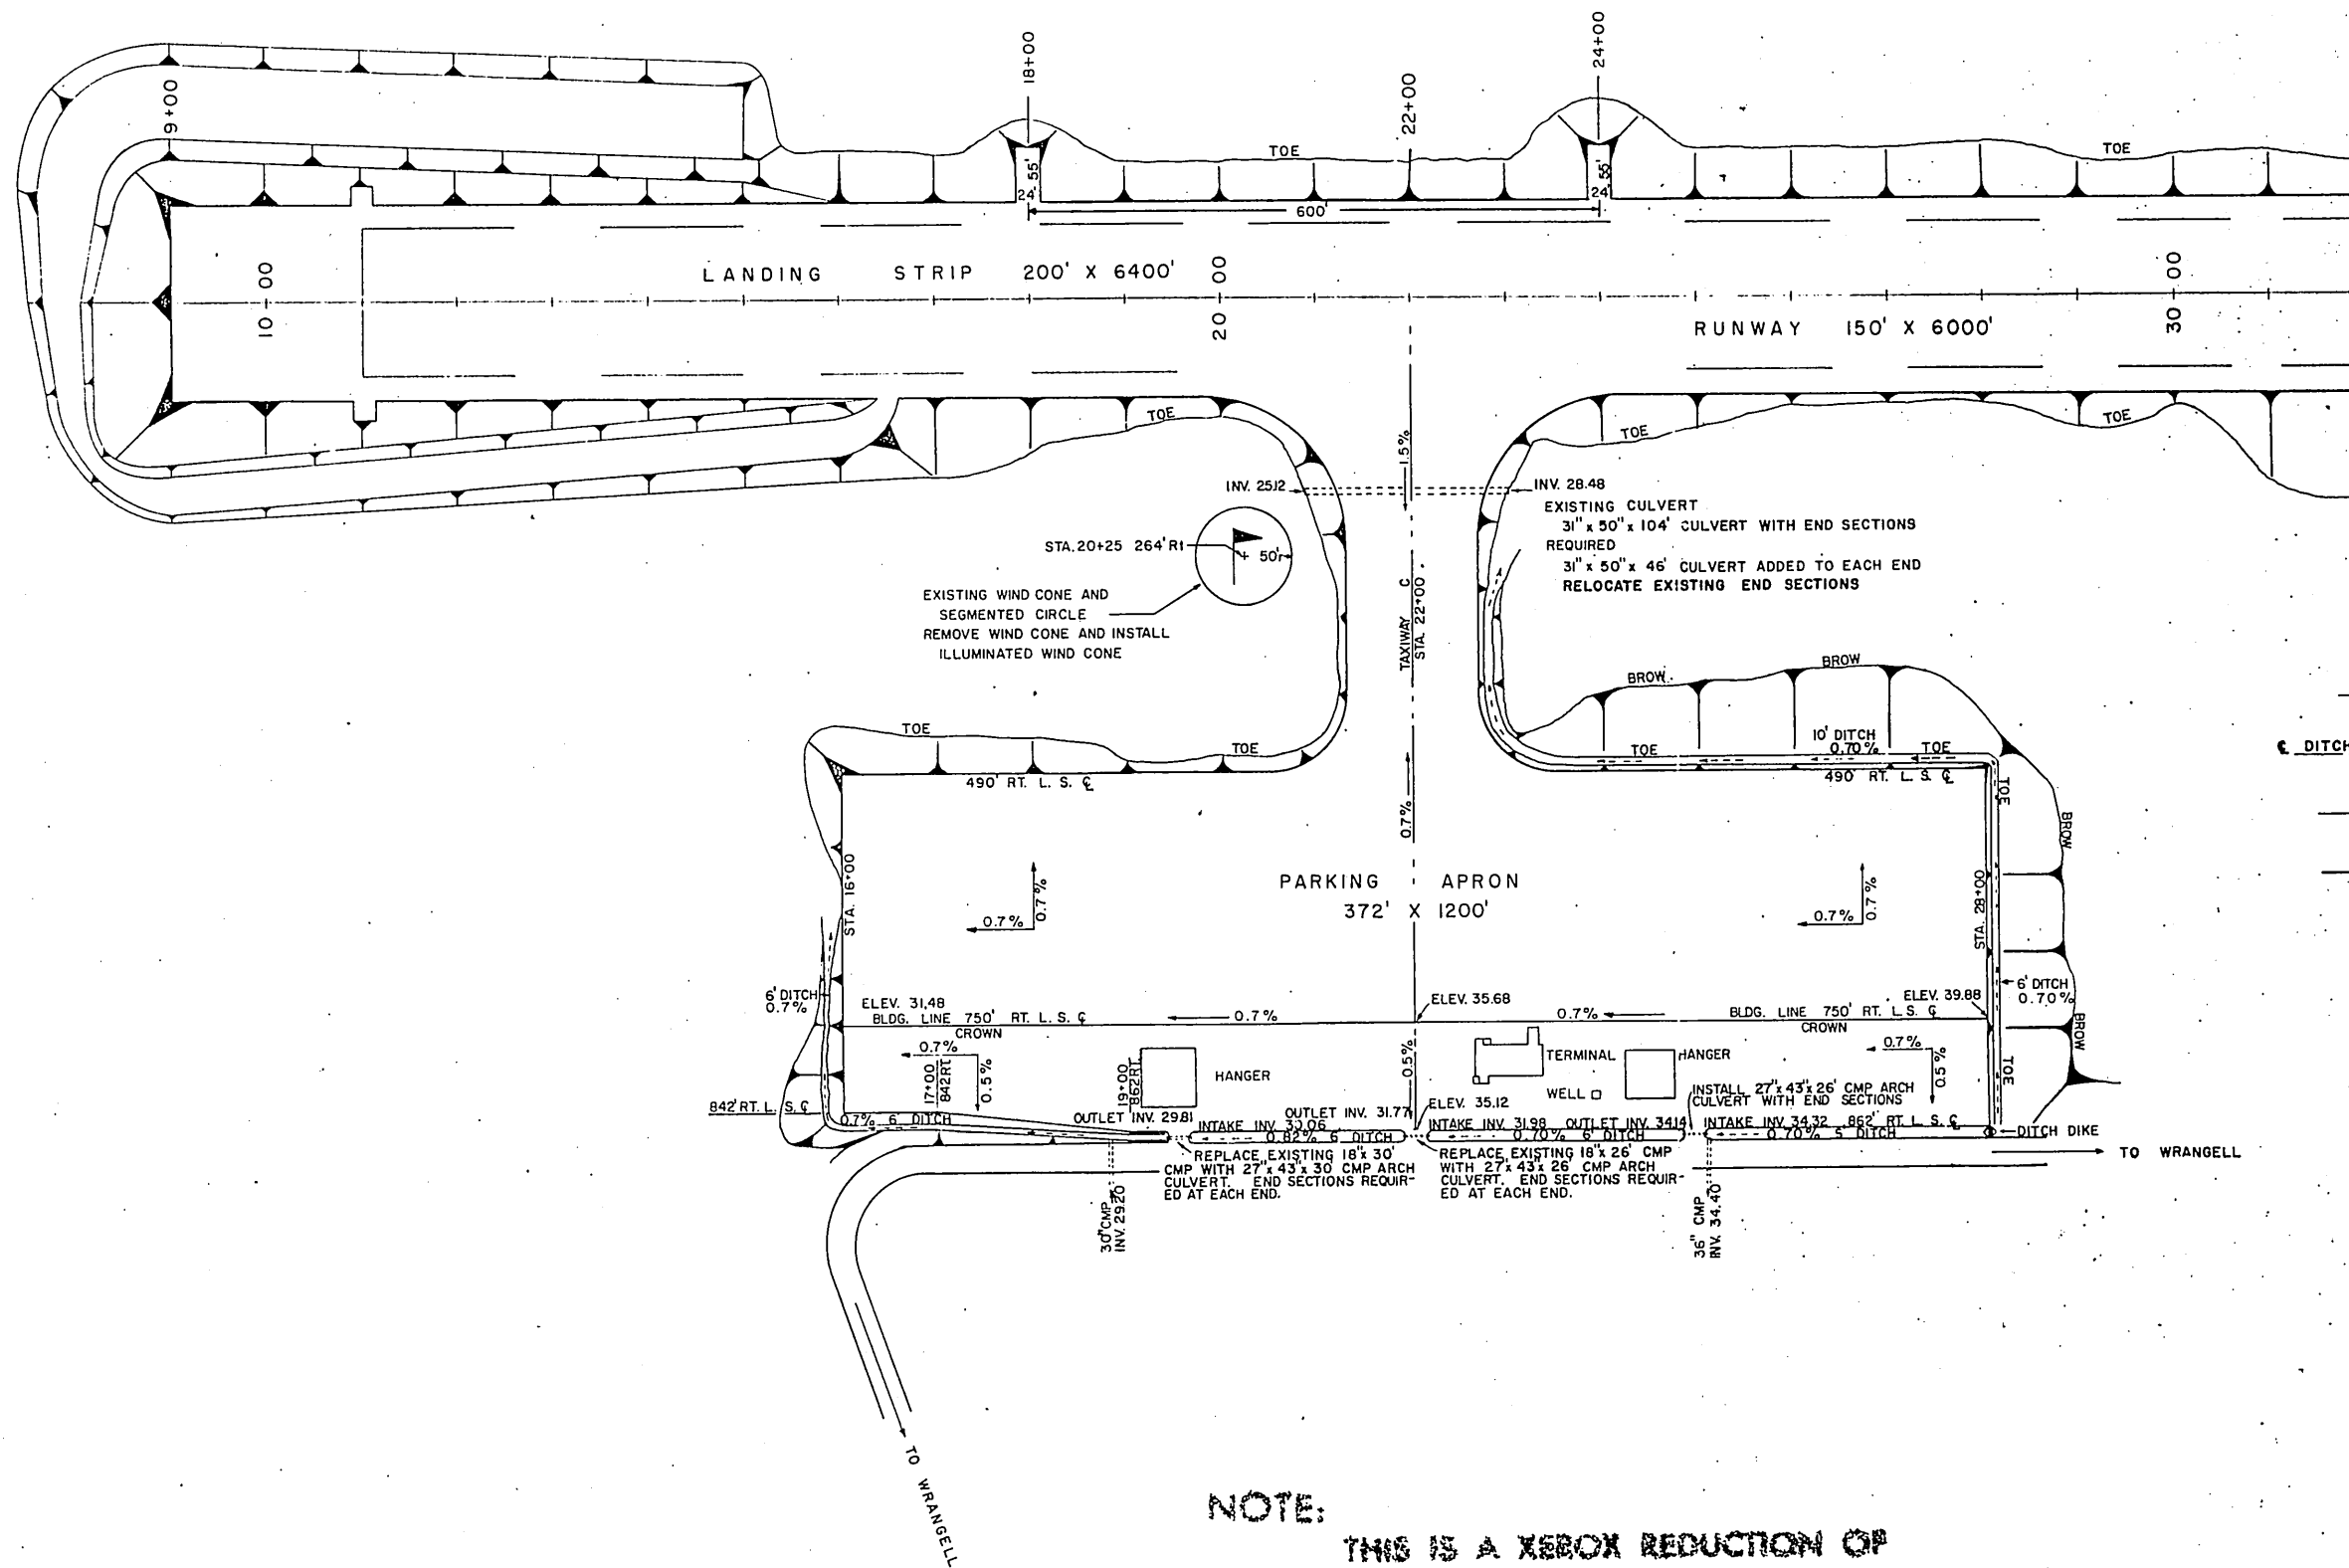 9+00
18+00
22+00
24+00
TOE
TOE
24' 55'
24' 55'
600'
LANDING STRIP 200' X 6400'
10 00
20 00
30 00
RUNWAY 150' X 6000'
TOE
TOE
TOE
1.5%
INV. 25.12
INV. 28.48
EXISTING CULVERT
31" x 50" x 104' CULVERT WITH END SECTIONS
REQUIRED
31" x 50" x 46' CULVERT ADDED TO EACH END
RELOCATE EXISTING END SECTIONS
STA. 20+25 264' Rt
50'r
EXISTING WIND CONE AND
SEGMENTED CIRCLE
REMOVE WIND CONE AND INSTALL
ILLUMINATED WIND CONE
TAXIWAY C
STA. 22+00
BROW
BROW
TOE
TOE
10' DITCH
0.70%
TOE
TOE
℄ DITCH
490' RT. L. S. ℄
490' RT. L. S. ℄
TOE
0.7%
BROW
STA. 16+00
PARKING APRON
372' X 1200'
0.7%
0.7%
0.7%
0.7%
STA. 28+00
6' DITCH
0.7%
6' DITCH
0.70%
ELEV. 31.48
BLDG. LINE 750' RT. L. S. ℄
CROWN
0.7%
ELEV. 35.68
0.7%
ELEV. 39.88
BLDG. LINE 750' RT. L.S. ℄
CROWN
BROW
0.7%
0.5%
17+00
842 RT.
19+00
862 RT.
HANGER
0.5%
TERMINAL
HANGER
WELL
0.7%
0.5%
TOE
INSTALL 27" x 43" x 26' CMP ARCH
CULVERT WITH END SECTIONS
842' RT. L. S. ℄
0.7% 6' DITCH
OUTLET INV. 29.81
OUTLET INV. 31.77
ELEV. 35.12
INTAKE INV. 30.06
0.82% 6' DITCH
INTAKE INV. 31.98
OUTLET INV. 34.14
0.70% 6' DITCH
INTAKE INV. 34.32
862' RT. L. S. ℄
0.70% 5' DITCH
DITCH DIKE
TO WRANGELL
REPLACE EXISTING 18" x 30'
CMP WITH 27" x 43" x 30 CMP ARCH
CULVERT. END SECTIONS REQUIR-
ED AT EACH END.
REPLACE EXISTING 18" x 26' CMP
WITH 27" x 43" x 26' CMP ARCH
CULVERT. END SECTIONS REQUIR-
ED AT EACH END.
30" CMP
INV. 29.20
36" CMP
INV. 34.40
TO WRANGELL
NOTE:
THIS IS A XEROX REDUCTION OF